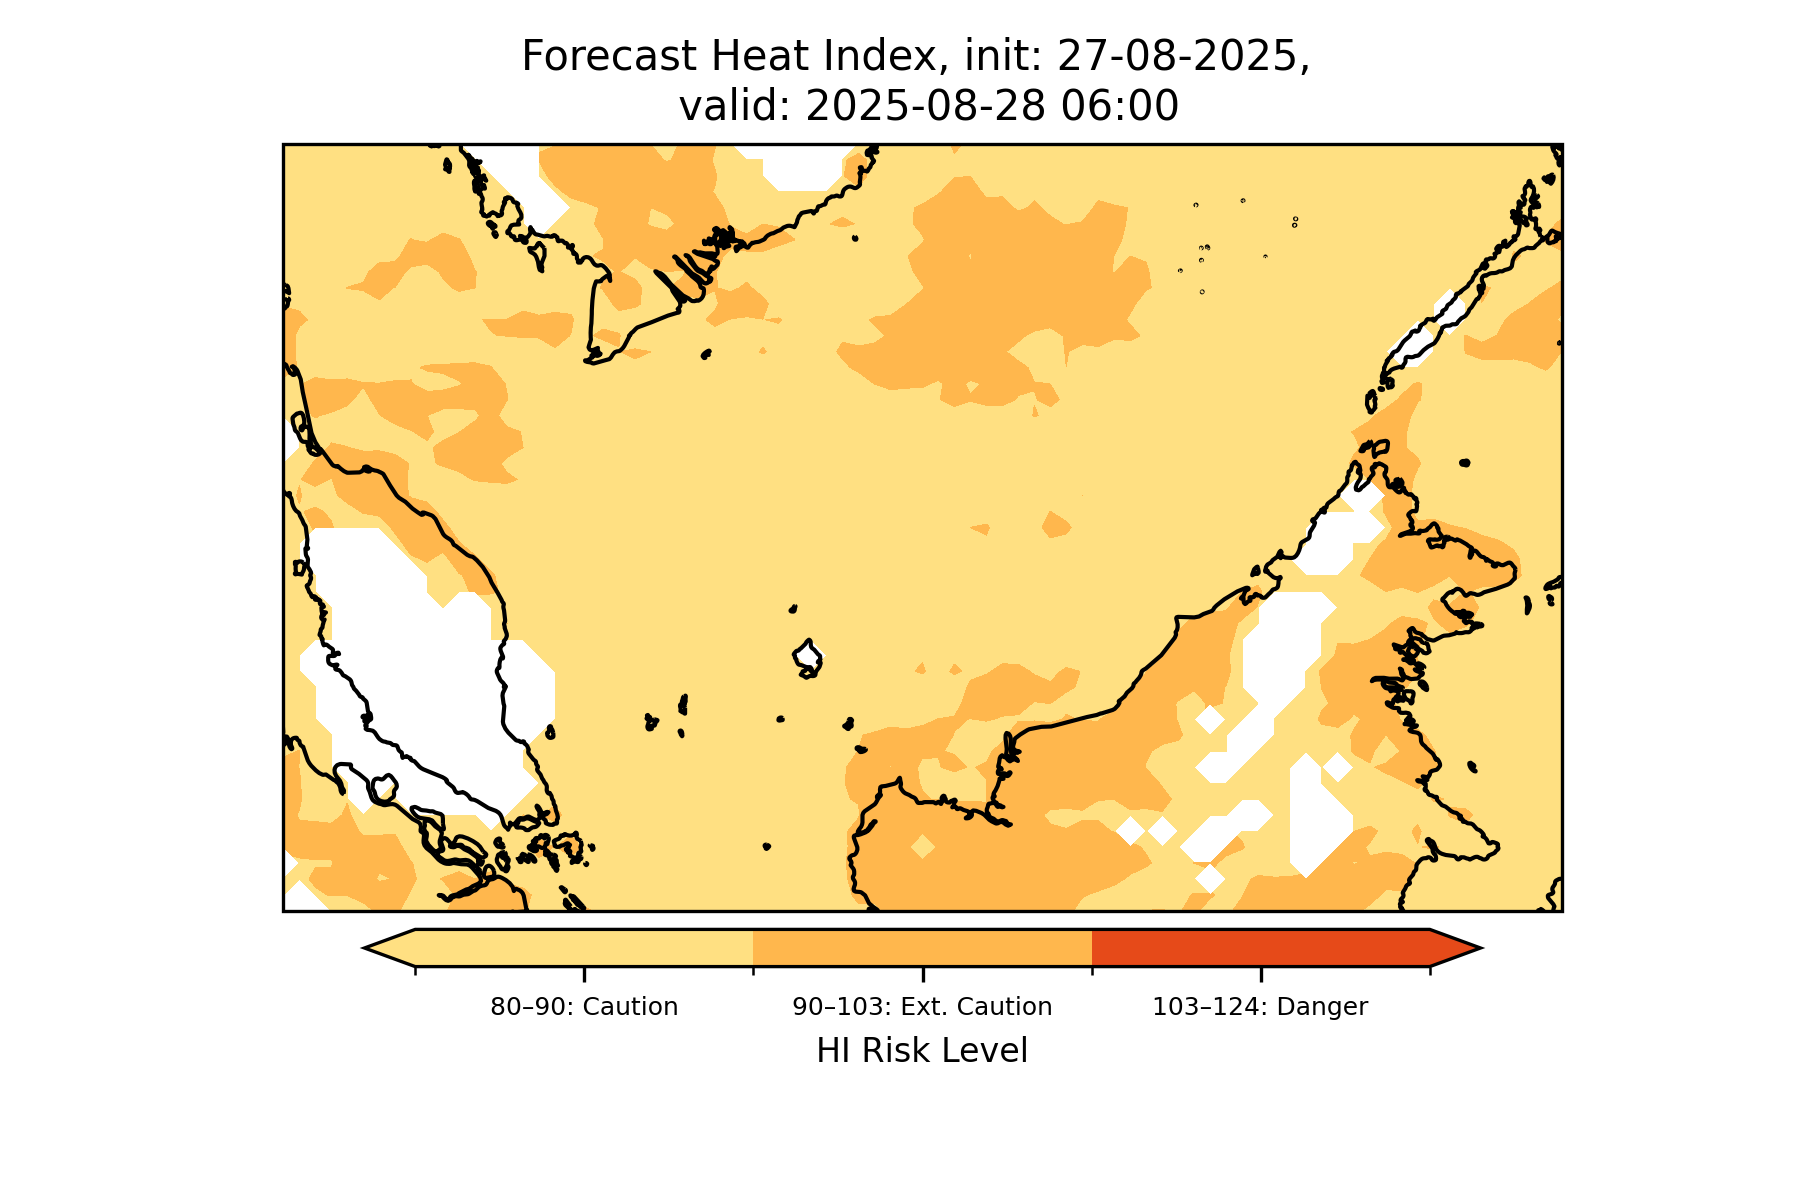 Forecast Heat Index, init: 27-08-2025,
valid: 2025-08-28 06:00
80–90: Caution
90–103: Ext. Caution
103–124: Danger
HI Risk Level